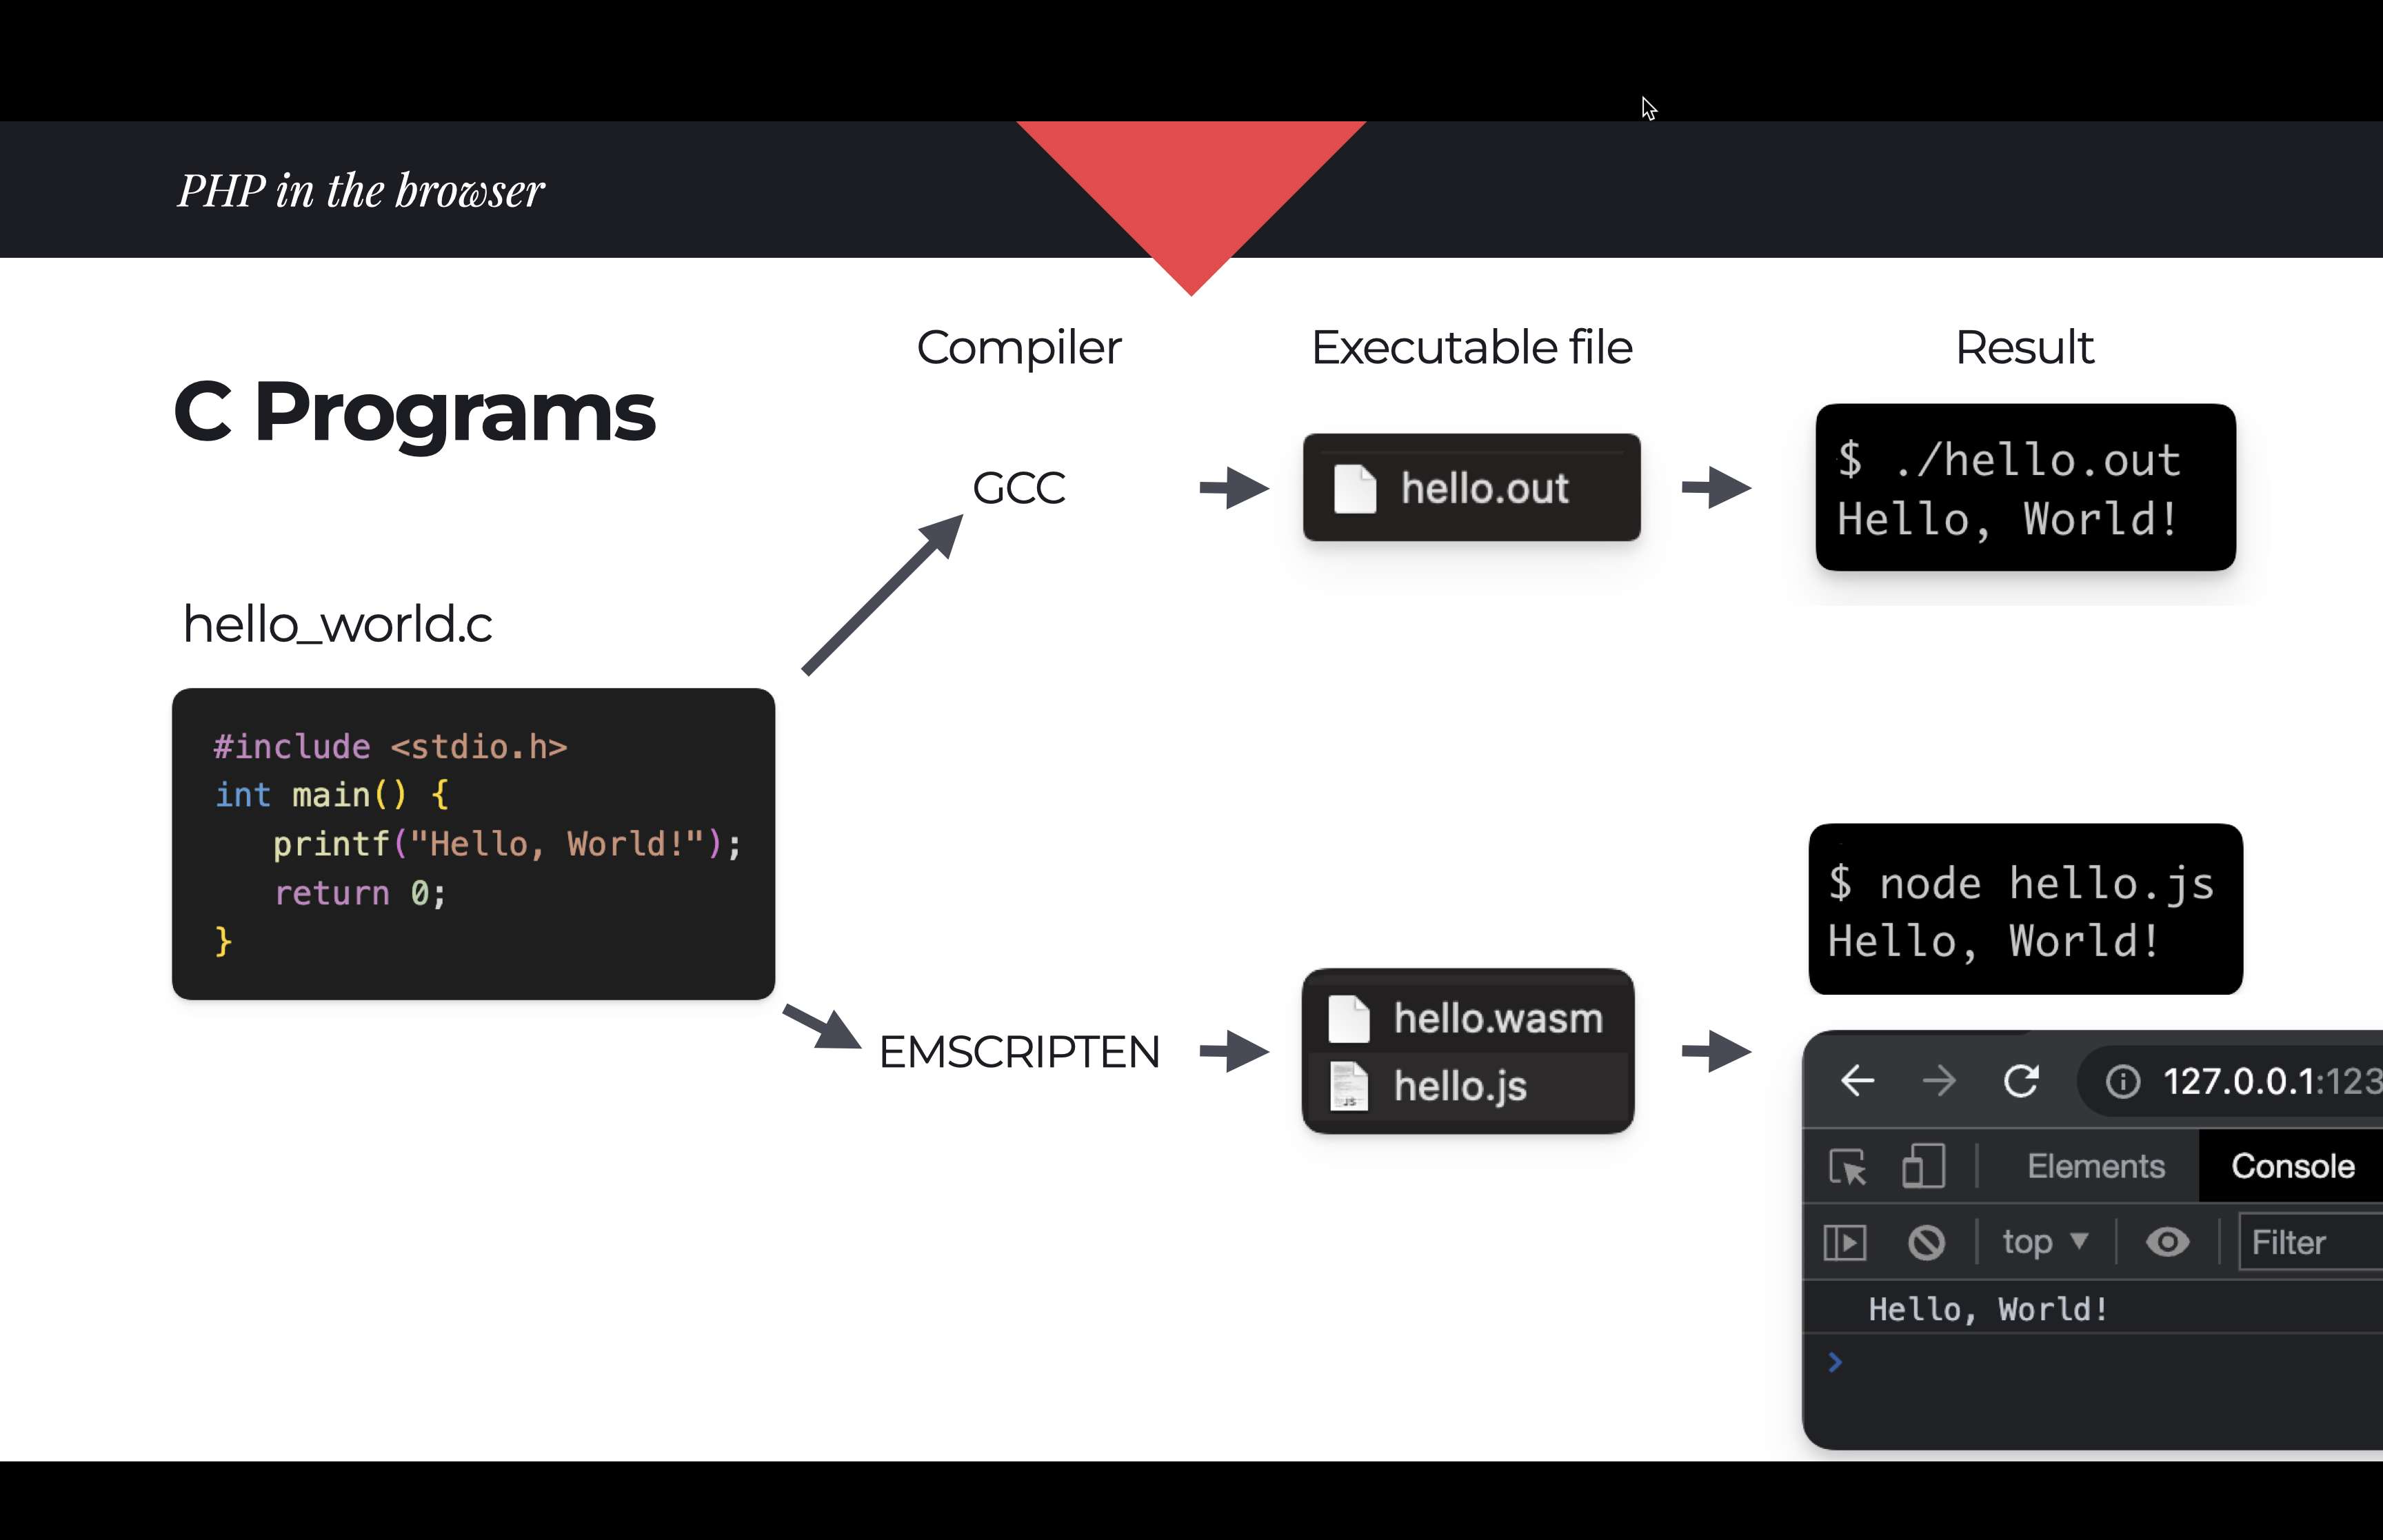 PHP in the browser
C Programs
Compiler
Executable file
Result
GCC
hello.out
$ ./hello.out
Hello, World!
hello_world.c
#include <stdio.h>
int main() {
   printf("Hello, World!");
   return 0;
}
EMSCRIPTEN
hello.wasm
hello.js
$ node hello.js
Hello, World!
127.0.0.1:123
Elements Console
top Filter
Hello, World!